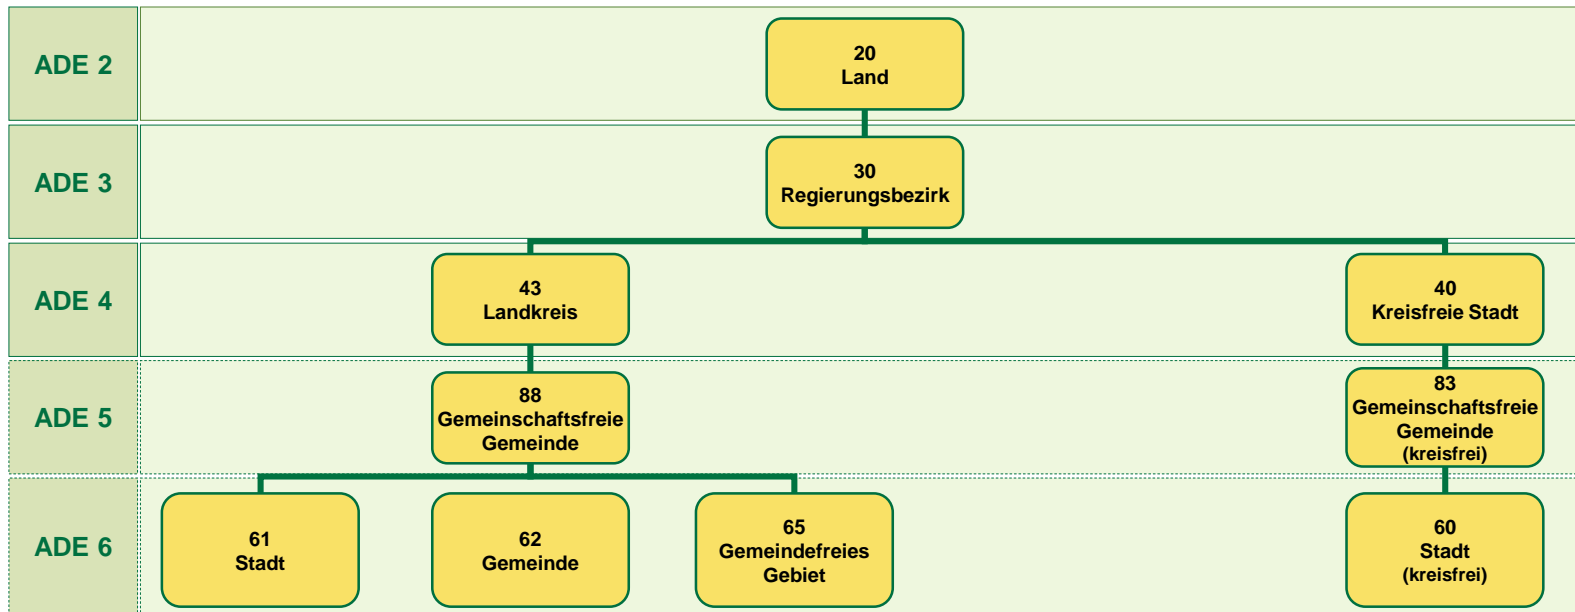 ADE 2
20
Land
ADE 3
30
Regierungsbezirk
ADE 4
43
Landkreis
40
Kreisfreie Stadt
ADE 5
88
Gemeinschaftsfreie
Gemeinde
83
Gemeinschaftsfreie
Gemeinde
(kreisfrei)
ADE 6
61
Stadt
62
Gemeinde
65
Gemeindefreies
Gebiet
60
Stadt
(kreisfrei)